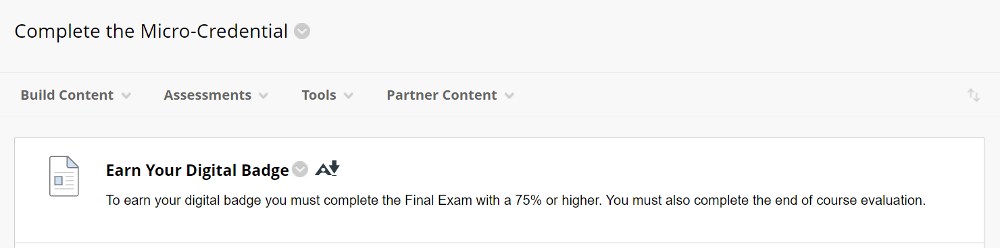 Complete the Micro-Credential
Build Content Assessments Tools Partner Content
Earn Your Digital Badge
To earn your digital badge you must complete the Final Exam with a 75% or higher. You must also complete the end of course evaluation.